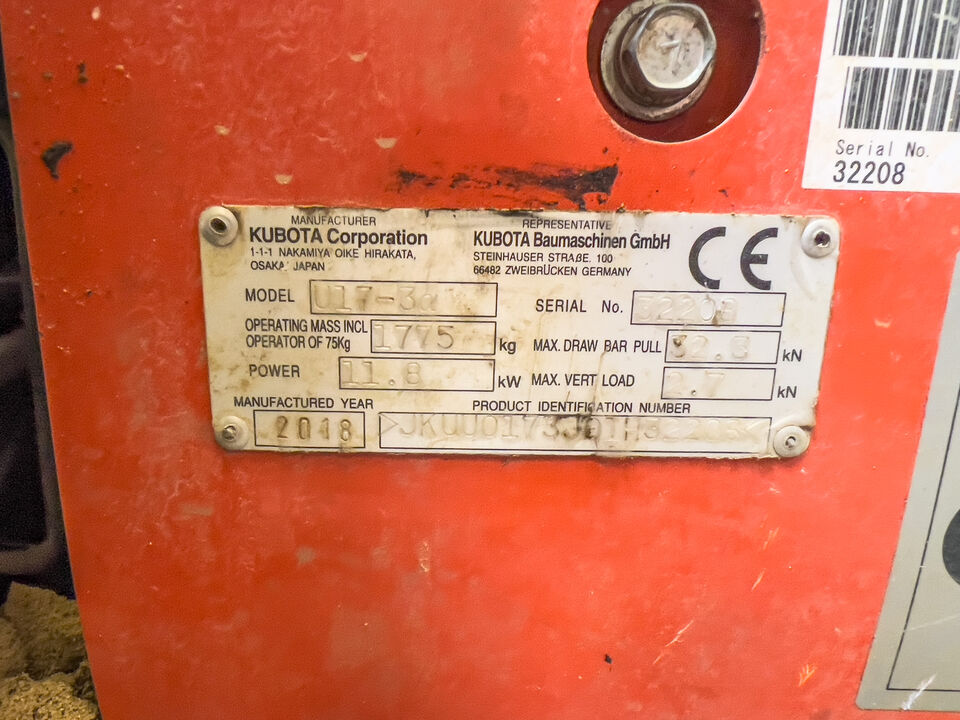 Serial No.
32208
MANUFACTURER
KUBOTA Corporation
1-1-1 NAKAMIYA OIKE HIRAKATA,
OSAKA, JAPAN
REPRESENTATIVE
KUBOTA Baumaschinen GmbH
STEINHAUSER STRAßE. 100
66482 ZWEIBRÜCKEN GERMANY
CE
MODEL U17-3α
SERIAL No. 32208
OPERATING MASS INCL
OPERATOR OF 75Kg 1775 kg
MAX. DRAW BAR PULL kN
POWER 11.8 kW
MAX. VERT LOAD 2.7 kN
MANUFACTURED YEAR
2018
PRODUCT IDENTIFICATION NUMBER